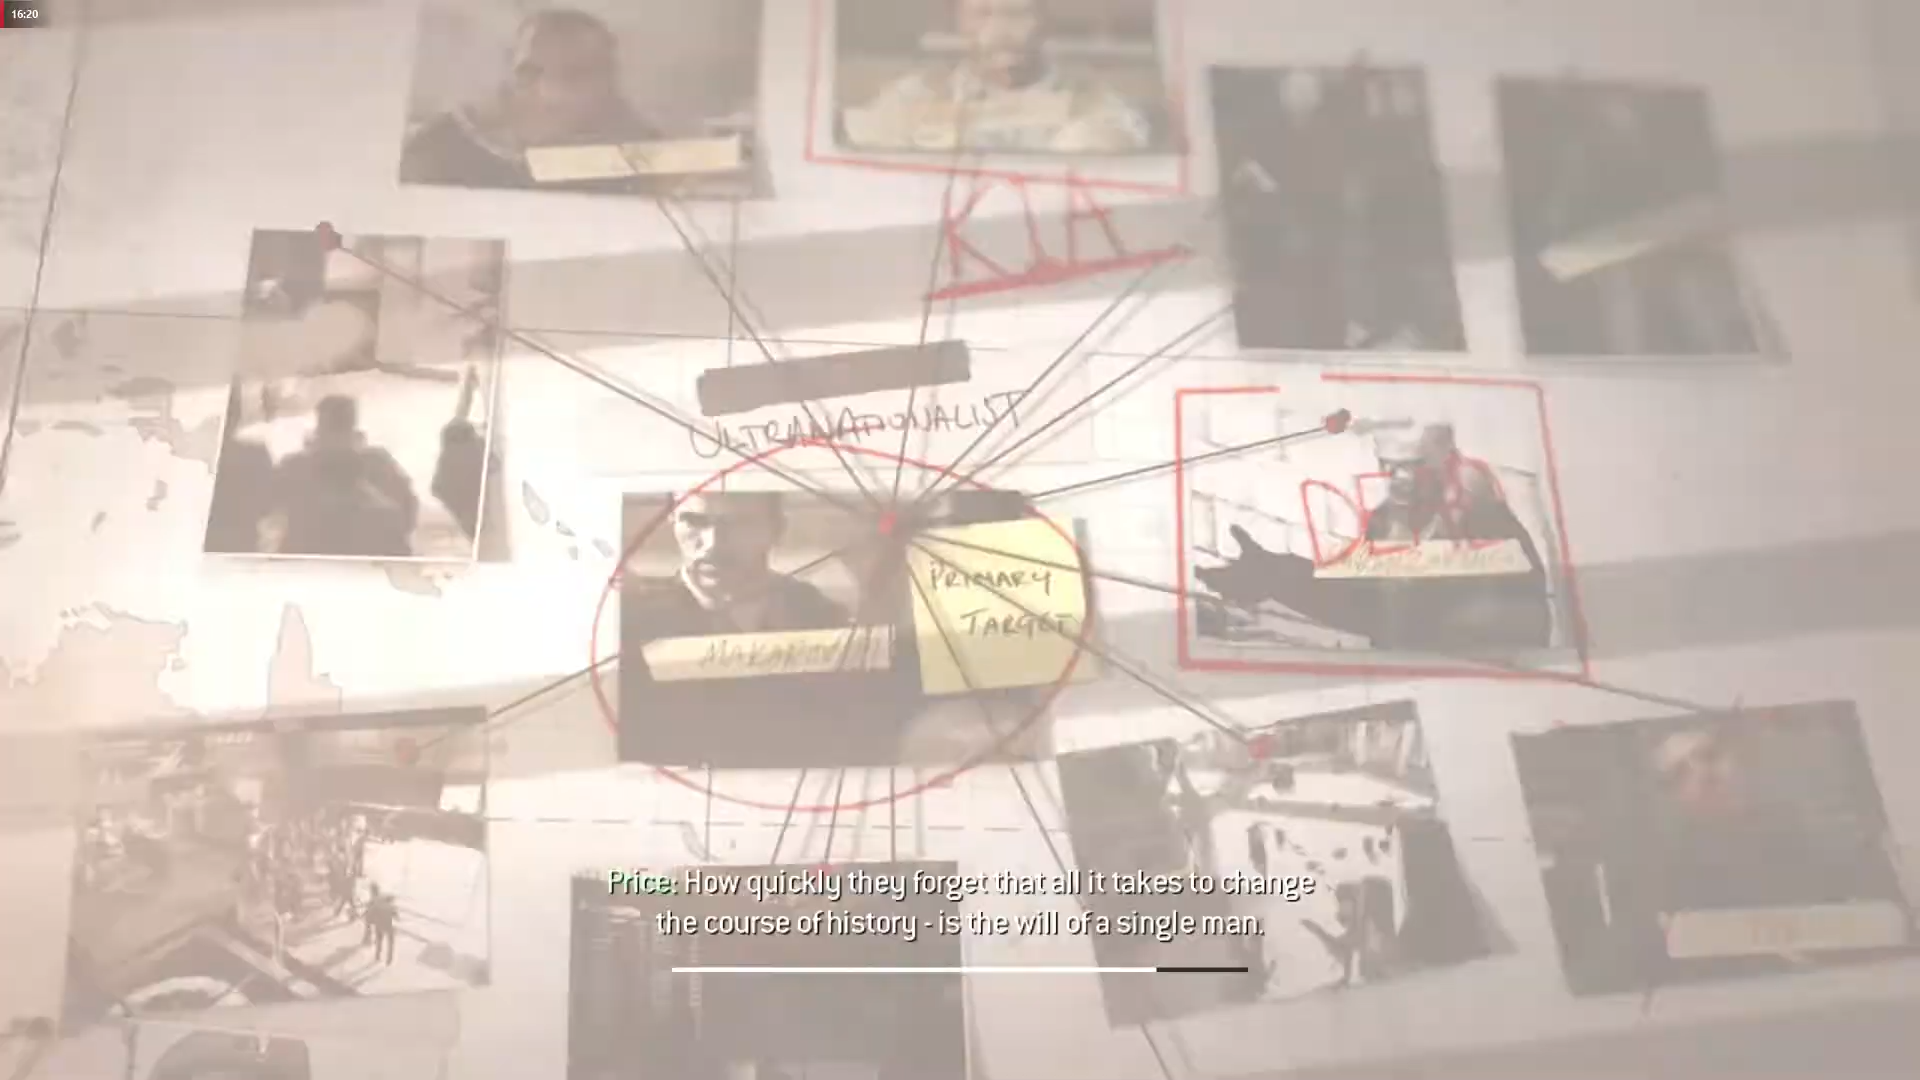 16:20
KIA
ULTRANATIONALIST
PRIMARY
TARGET
MAKAROV
Price: How quickly they forget that all it takes to change
the course of history - is the will of a single man.